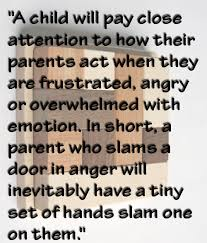 "A child will pay close
attention to how their
parents act when they
are frustrated, angry
or overwhelmed with
emotion. In short, a
parent who slams a
door in anger will
inevitably have a tiny
set of hands slam one
on them."